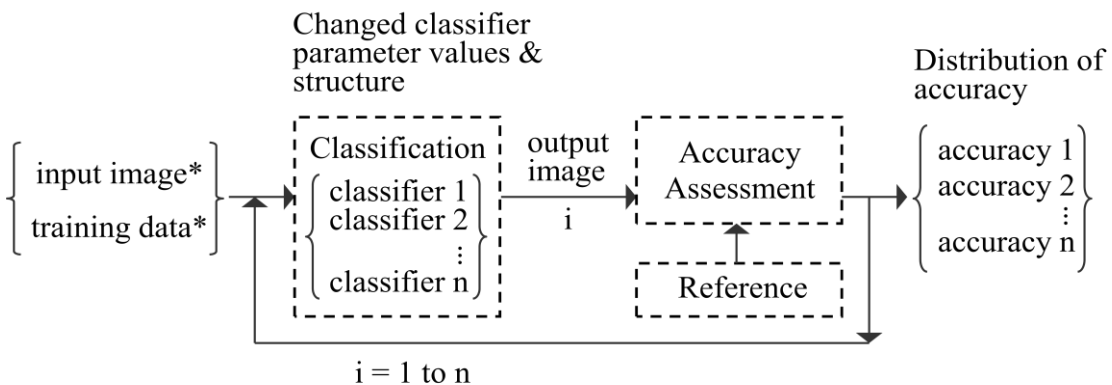 Changed classifier
parameter values &
structure
Distribution of
accuracy
input image*
training data*
Classification
classifier 1
classifier 2
⋮
classifier n
output
image
i
Accuracy
Assessment
Reference
accuracy 1
accuracy 2
⋮
accuracy n
i = 1 to n